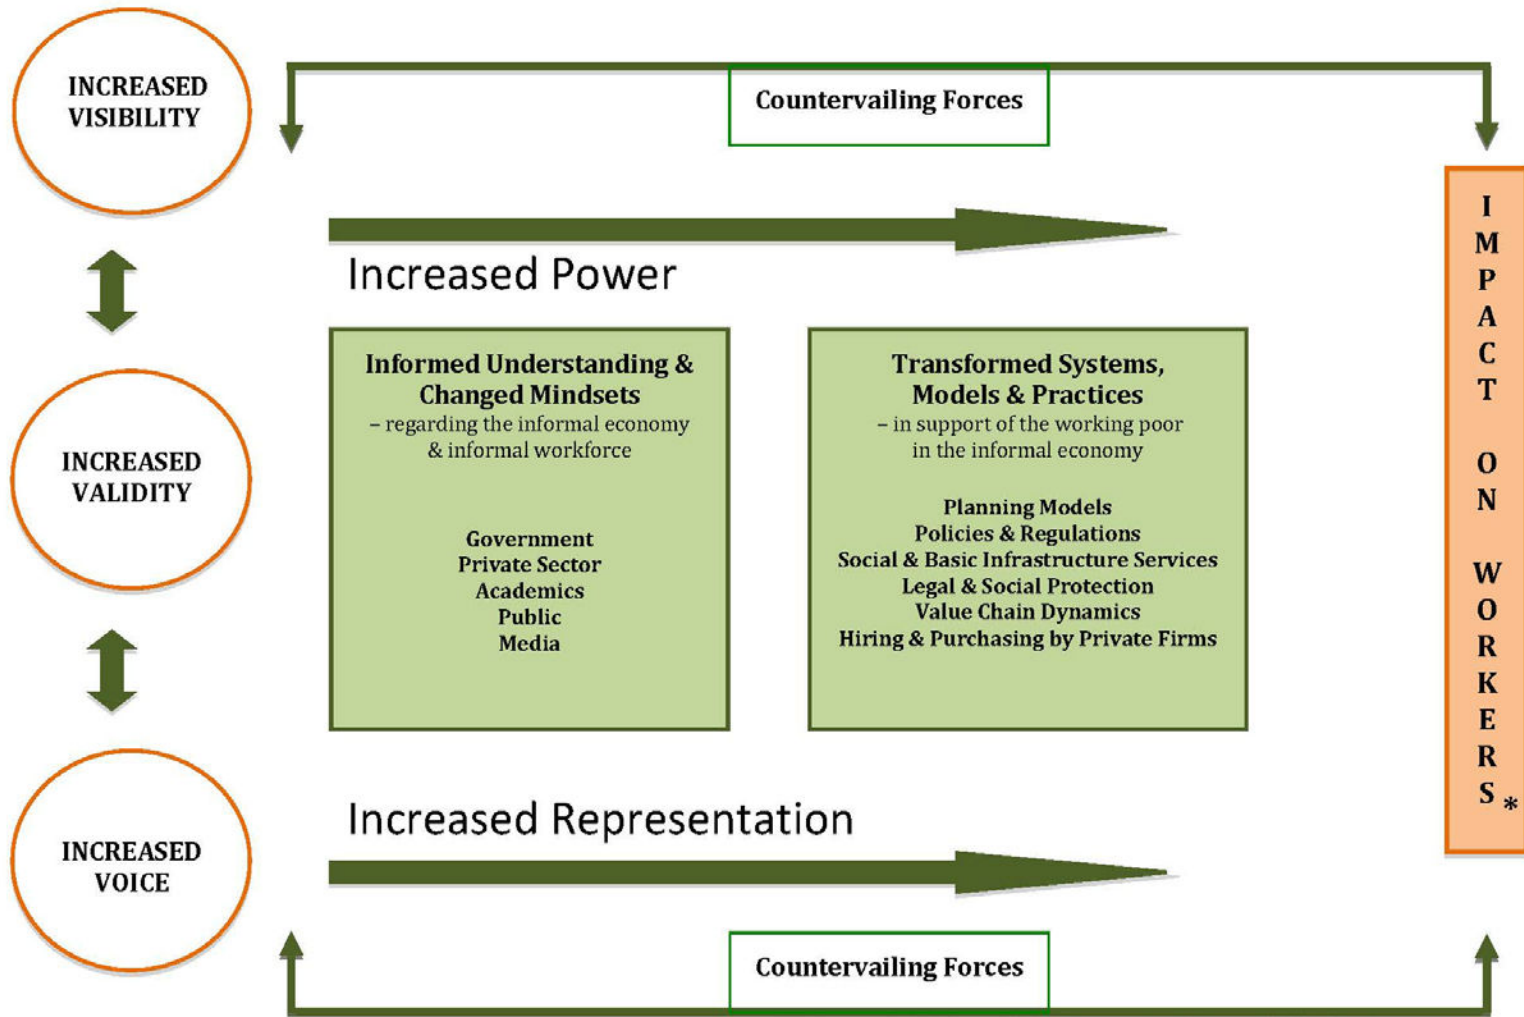 INCREASED
VISIBILITY
Countervailing Forces
Increased Power
Informed Understanding &
Changed Mindsets
– regarding the informal economy
& informal workforce
Government
Private Sector
Academics
Public
Media
Transformed Systems,
Models & Practices
– in support of the working poor
in the informal economy
Planning Models
Policies & Regulations
Social & Basic Infrastructure Services
Legal & Social Protection
Value Chain Dynamics
Hiring & Purchasing by Private Firms
INCREASED
VALIDITY
Increased Representation
INCREASED
VOICE
Countervailing Forces
IMPACT ON WORKERS*